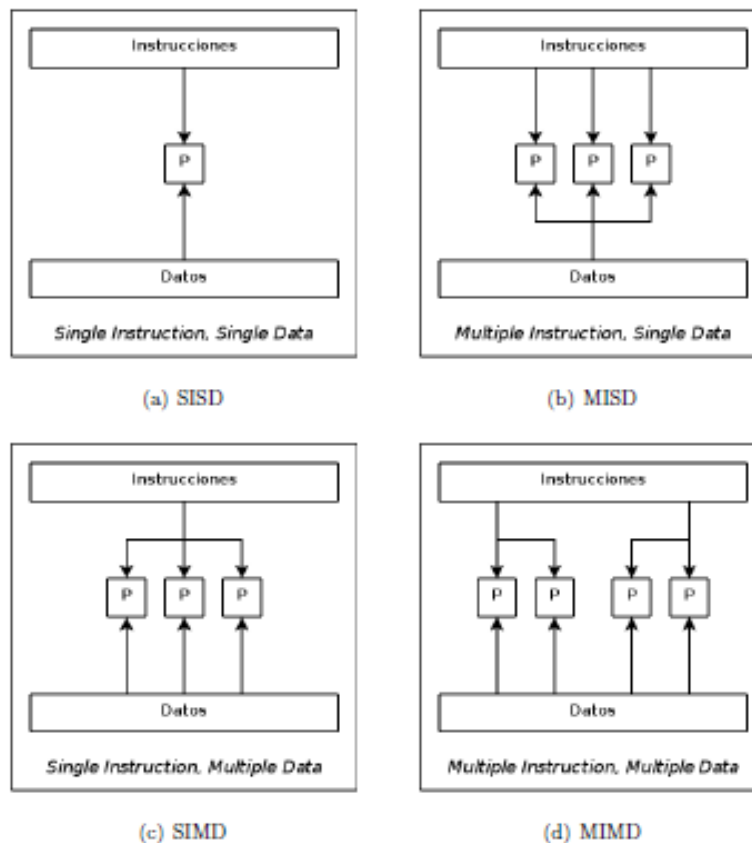 Instrucciones
P
Datos
Single Instruction, Single Data
(a) SISD
Instrucciones
P P P
Datos
Multiple Instruction, Single Data
(b) MISD
Instrucciones
P P P
Datos
Single Instruction, Multiple Data
(c) SIMD
Instrucciones
P P P P
Datos
Multiple Instruction, Multiple Data
(d) MIMD